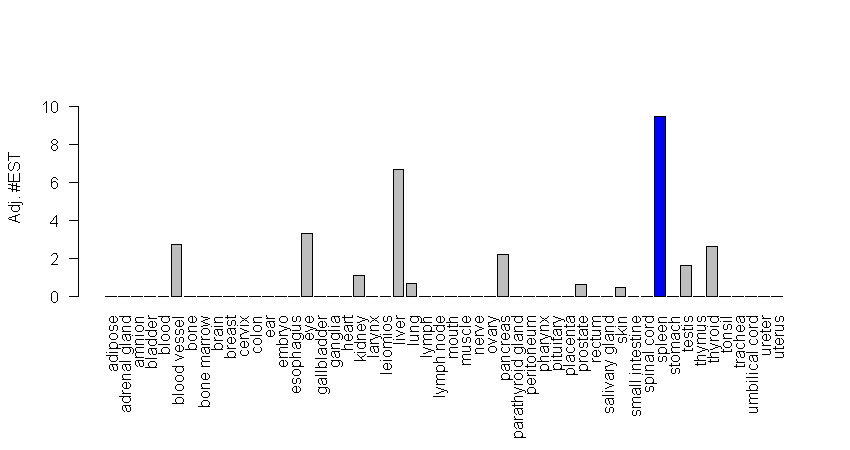 Adj. #EST
10
8
6
4
2
0
adipose
adrenal gland
amnion
bladder
blood
blood vessel
bone
bone marrow
brain
breast
cervix
colon
ear
embryo
esophagus
eye
gallbladder
ganglia
heart
kidney
larynx
leiomios
liver
lung
lymph
lymph node
mouth
muscle
nerve
ovary
pancreas
parathyroid gland
peritoneum
pharynx
pituitary
placenta
prostate
rectum
salivary gland
skin
small intestine
spinal cord
spleen
stomach
testis
thymus
thyroid
tonsil
trachea
umbilical cord
ureter
uterus